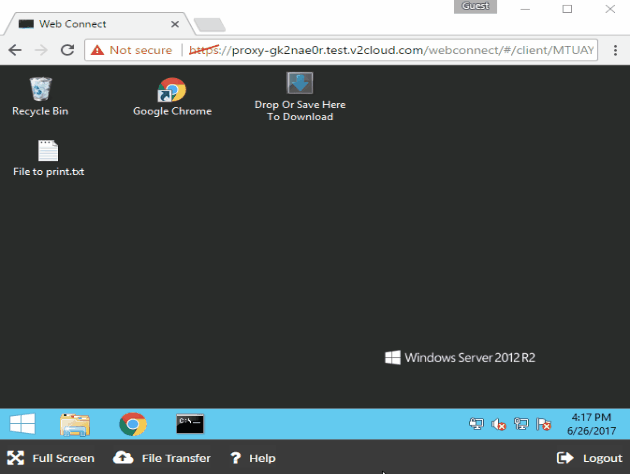 Guest
Web Connect
Not secure | https://proxy-gk2nae0r.test.v2cloud.com/webconnect/#/client/MTUAY
Recycle Bin
Google Chrome
Drop Or Save Here
To Download
File to print.txt
Windows Server 2012 R2
C:\_
4:17 PM
6/26/2017
Full Screen
File Transfer
? Help
Logout